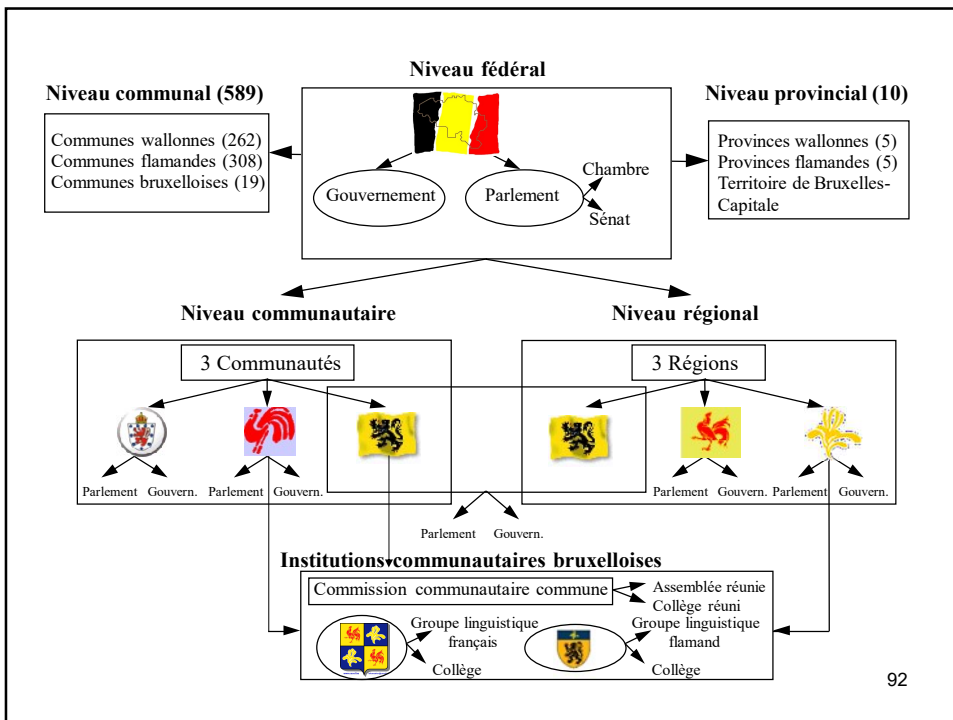 Niveau fédéral
Niveau communal (589)
Communes wallonnes (262)
Communes flamandes (308)
Communes bruxelloises (19)
Gouvernement
Parlement
Chambre
Sénat
Niveau provincial (10)
Provinces wallonnes (5)
Provinces flamandes (5)
Territoire de Bruxelles-
Capitale
Niveau communautaire
3 Communautés
Parlement Gouvern. Parlement Gouvern.
Niveau régional
3 Régions
Parlement Gouvern. Parlement Gouvern.
Parlement Gouvern.
Institutions communautaires bruxelloises
Commission communautaire commune
Assemblée réunie
Collège réuni
Groupe linguistique
français
Collège
Groupe linguistique
flamand
Collège
92